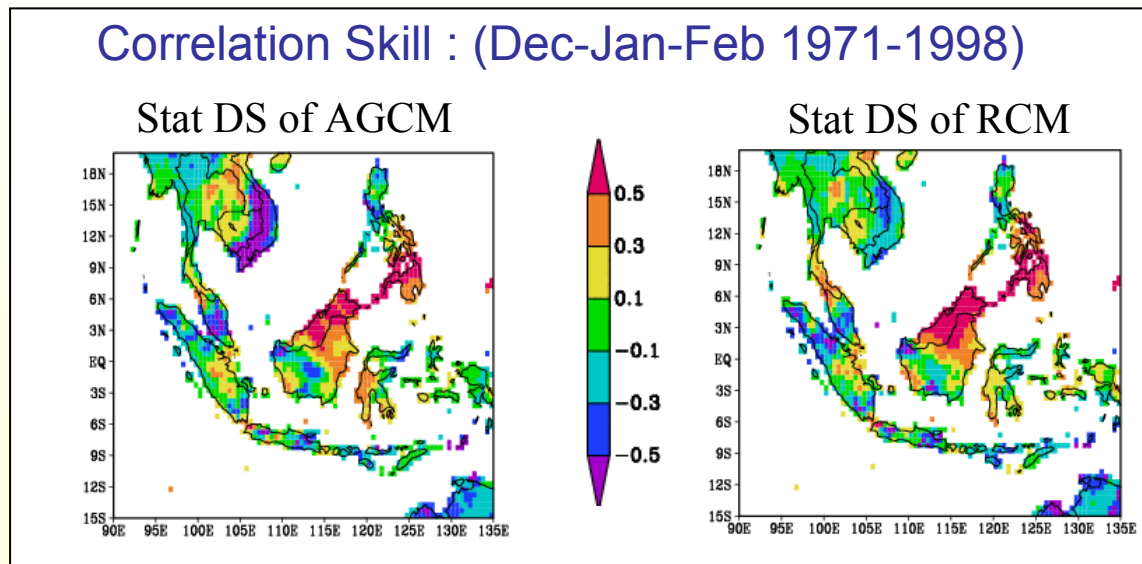 Correlation Skill : (Dec-Jan-Feb 1971-1998)
Stat DS of AGCM
Stat DS of RCM
18N
15N
12N
9N
6N
3N
EQ
3S
6S
9S
12S
15S
90E 95E 100E 105E 110E 115E 120E 125E 130E 135E
0.5
0.3
0.1
−0.1
−0.3
−0.5
18N
15N
12N
9N
6N
3N
EQ
3S
6S
9S
12S
15S
90E 95E 100E 105E 110E 115E 120E 125E 130E 135E